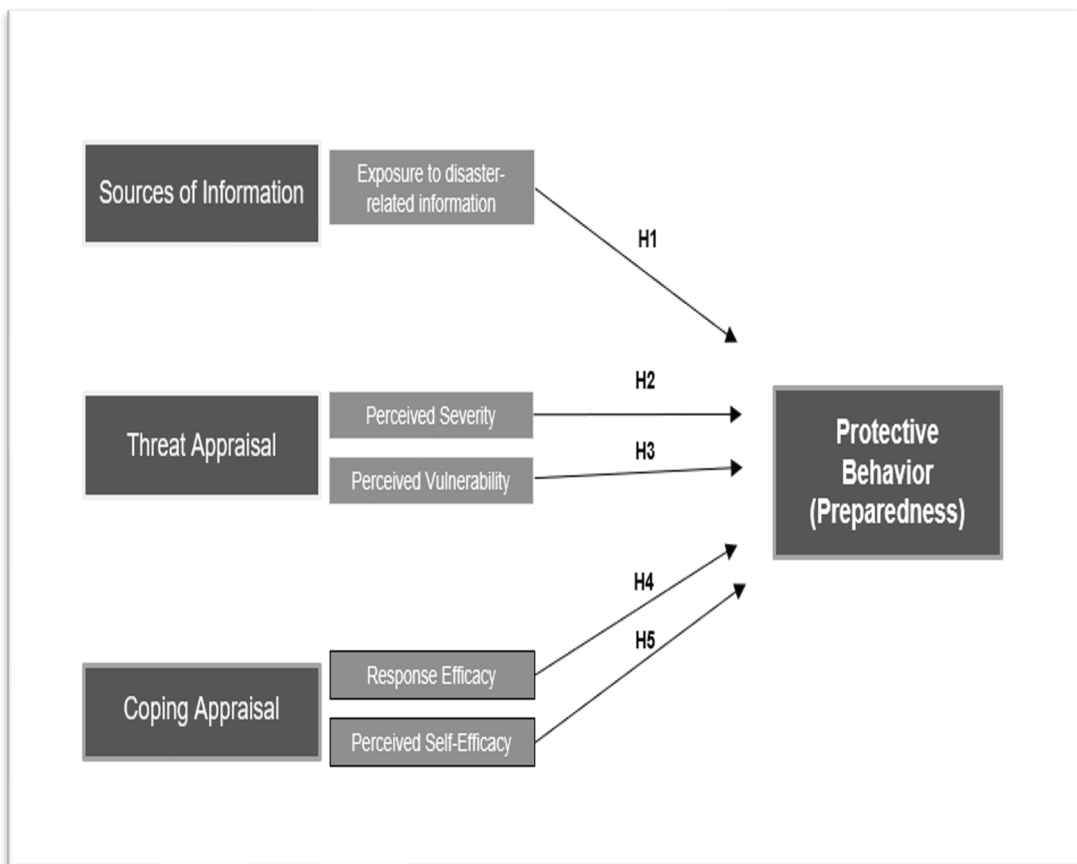 Sources of Information
Exposure to disaster-
related information
H1
Threat Appraisal
Perceived Severity
H2
Perceived Vulnerability
H3
Protective
Behavior
(Preparedness)
Coping Appraisal
Response Efficacy
H4
Perceived Self-Efficacy
H5